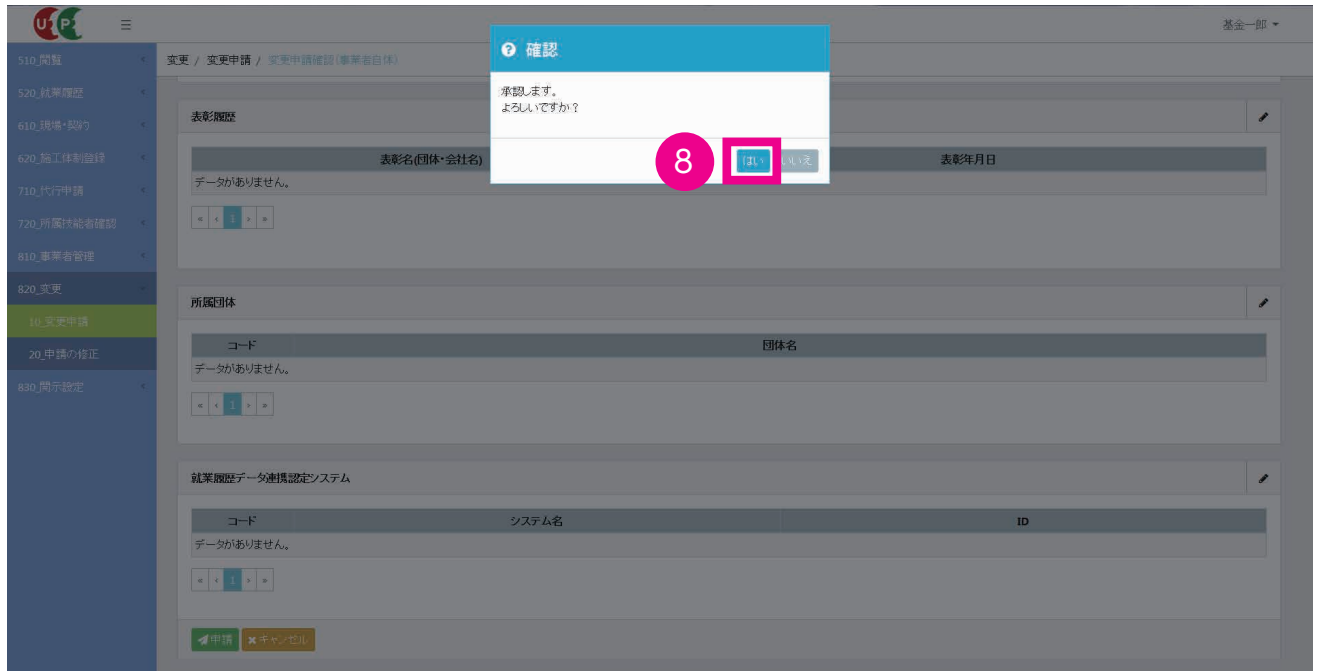 UP
基金一郎
510_閲覧
520_就業履歴
610_現場・契約
620_施工体制登録
710_代行申請
720_所属技能者確認
810_事業者管理
820_変更
10_変更申請
20_申請の修正
830_開示設定
変更 / 変更申請 / 変更申請確認(事業者自体)
確認
承認します。
よろしいですか？
8
はい
いいえ
表彰履歴
表彰名(団体・会社名) 表彰年月日
データがありません。
« ‹ 1 › »
所属団体
コード 団体名
データがありません。
« ‹ 1 › »
就業履歴データ連携認定システム
コード システム名 ID
データがありません。
« ‹ 1 › »
申請 キャンセル